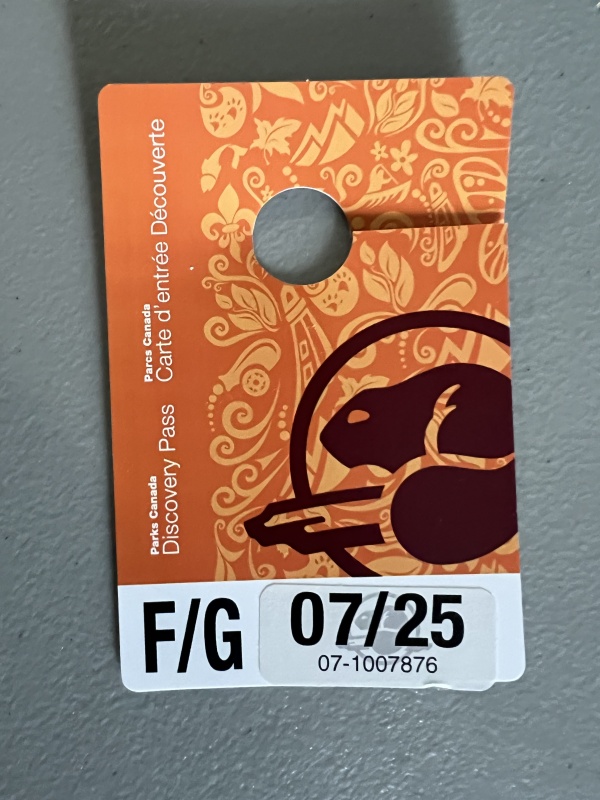 Parks Canada
Discovery Pass
Parcs Canada
Carte d'entrée Découverte
F/G
07/25
07-1007876